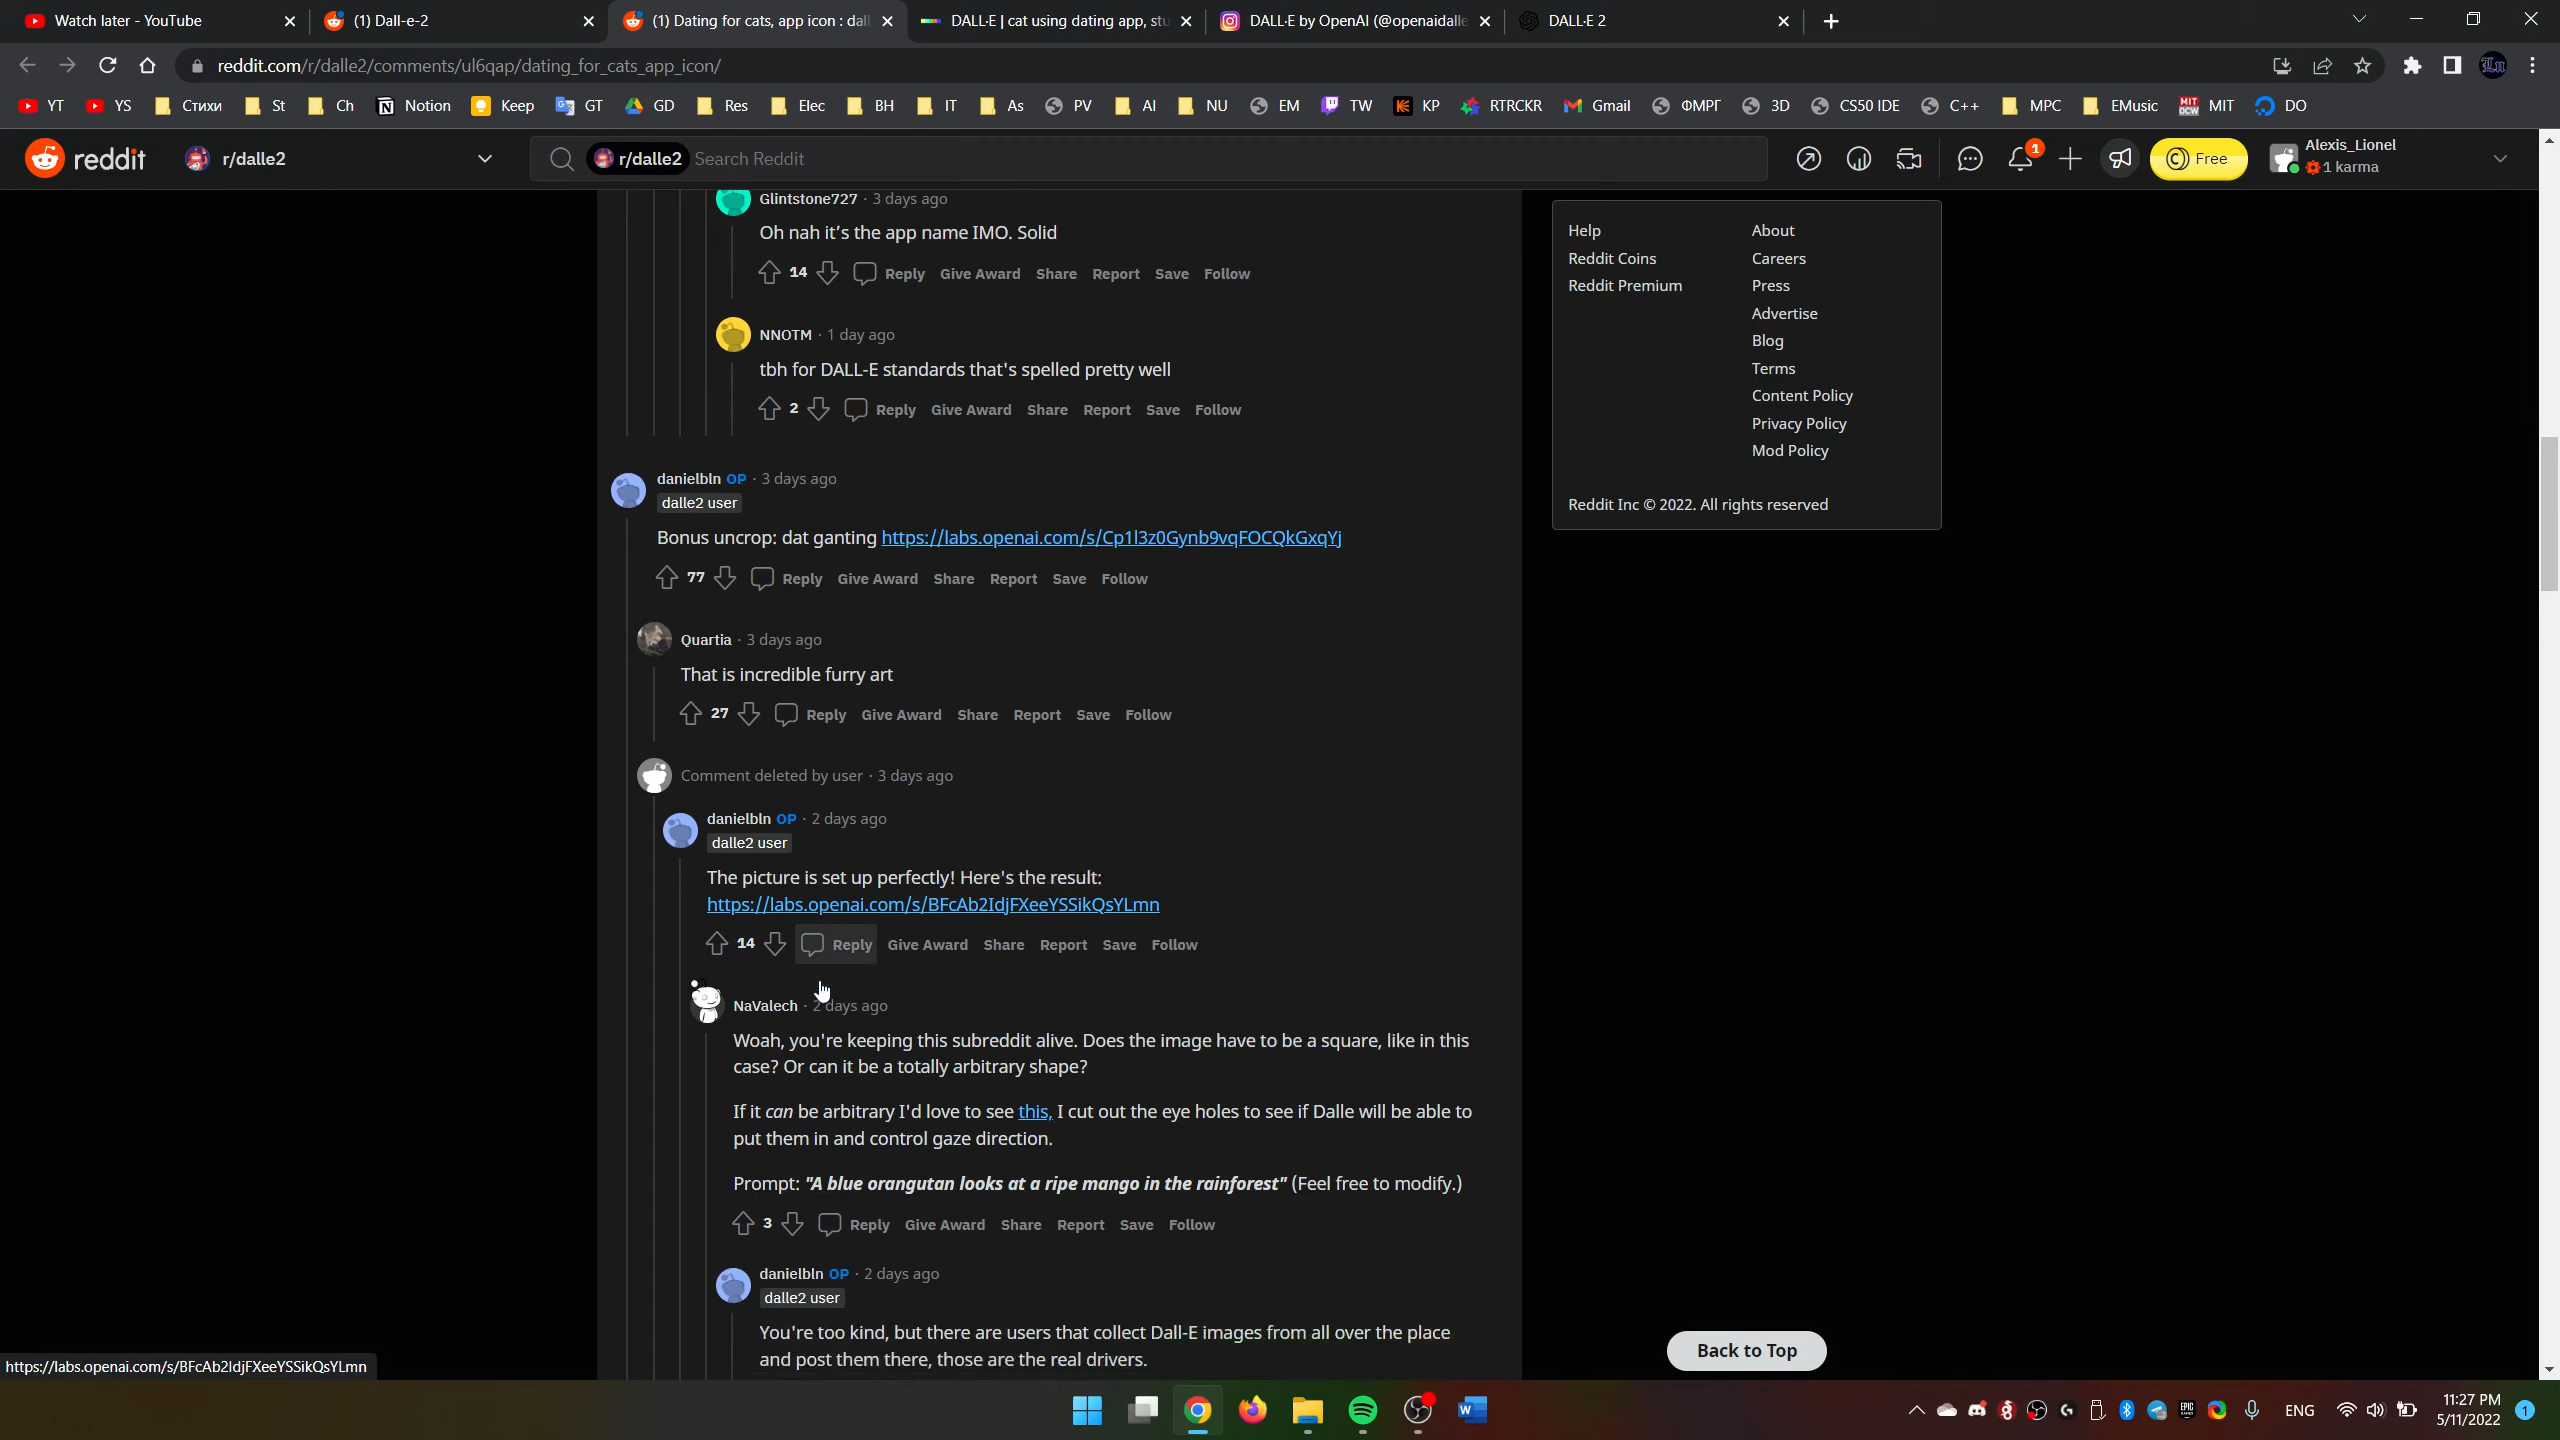 Watch later - YouTube
(1) Dall-e-2
(1) Dating for cats, app icon : dall
DALL·E | cat using dating app, stu
DALL·E by OpenAI (@openaidalle
DALL·E 2
reddit.com/r/dalle2/comments/ul6qap/dating_for_cats_app_icon/
YT YS Стихи St Ch Notion Keep GT GD Res Elec BH IT As PV AI NU EM TW KP RTRCKR Gmail ФМРГ 3D CS50 IDE C++ MPC EMusic MIT DO
reddit r/dalle2 r/dalle2 Search Reddit 1 Free Alexis_Lionel
1 karma
Glintstone727 · 3 days ago
Oh nah it's the app name IMO. Solid
14 Reply Give Award Share Report Save Follow
NNOTM · 1 day ago
tbh for DALL-E standards that's spelled pretty well
2 Reply Give Award Share Report Save Follow
danielbln OP · 3 days ago
dalle2 user
Bonus uncrop: dat ganting https://labs.openai.com/s/Cp1l3z0Gynb9vqFOCQkGxqYj
77 Reply Give Award Share Report Save Follow
Quartia · 3 days ago
That is incredible furry art
27 Reply Give Award Share Report Save Follow
Comment deleted by user · 3 days ago
danielbln OP · 2 days ago
dalle2 user
The picture is set up perfectly! Here's the result:
https://labs.openai.com/s/BFcAb2IdjFXeeYSSikQsYLmn
14 Reply Give Award Share Report Save Follow
NaValech · 2 days ago
Woah, you're keeping this subreddit alive. Does the image have to be a square, like in this
case? Or can it be a totally arbitrary shape?
If it can be arbitrary I'd love to see this, I cut out the eye holes to see if Dalle will be able to
put them in and control gaze direction.
Prompt: "A blue orangutan looks at a ripe mango in the rainforest" (Feel free to modify.)
3 Reply Give Award Share Report Save Follow
danielbln OP · 2 days ago
dalle2 user
You're too kind, but there are users that collect Dall-E images from all over the place
and post them there, those are the real drivers.
Help About
Reddit Coins Careers
Reddit Premium Press
Advertise
Blog
Terms
Content Policy
Privacy Policy
Mod Policy
Reddit Inc © 2022. All rights reserved
Back to Top
https://labs.openai.com/s/BFcAb2IdjFXeeYSSikQsYLmn
ENG 11:27 PM
5/11/2022 1